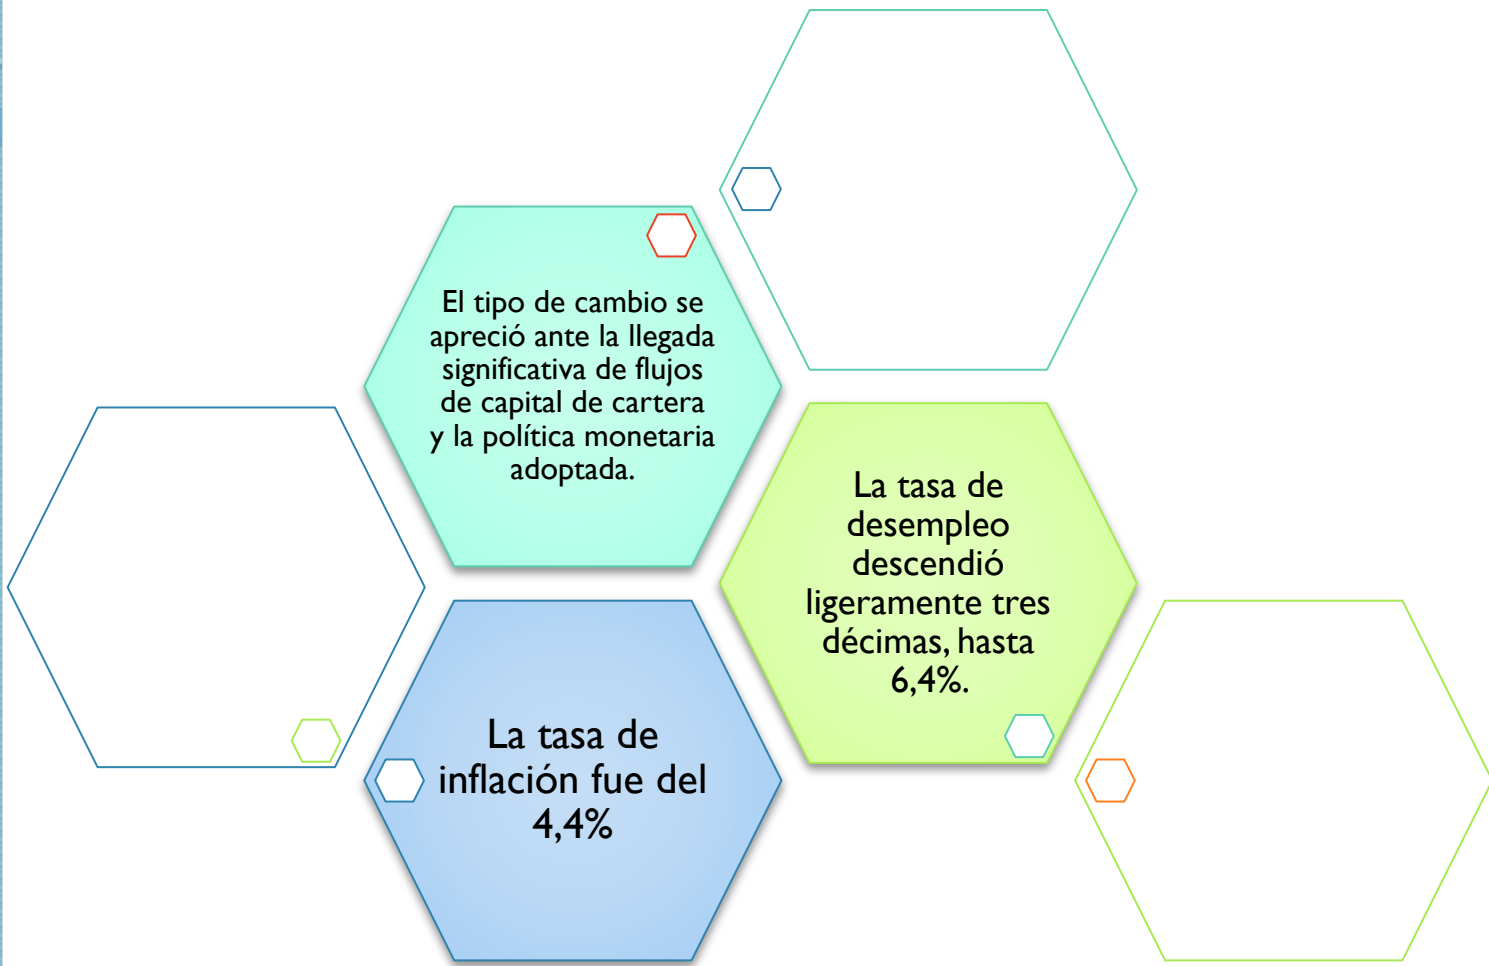 El tipo de cambio se
apreció ante la llegada
significativa de flujos
de capital de cartera
y la política monetaria
adoptada.
La tasa de
desempleo
descendió
ligeramente tres
décimas, hasta
6,4%.
La tasa de
inflación fue del
4,4%